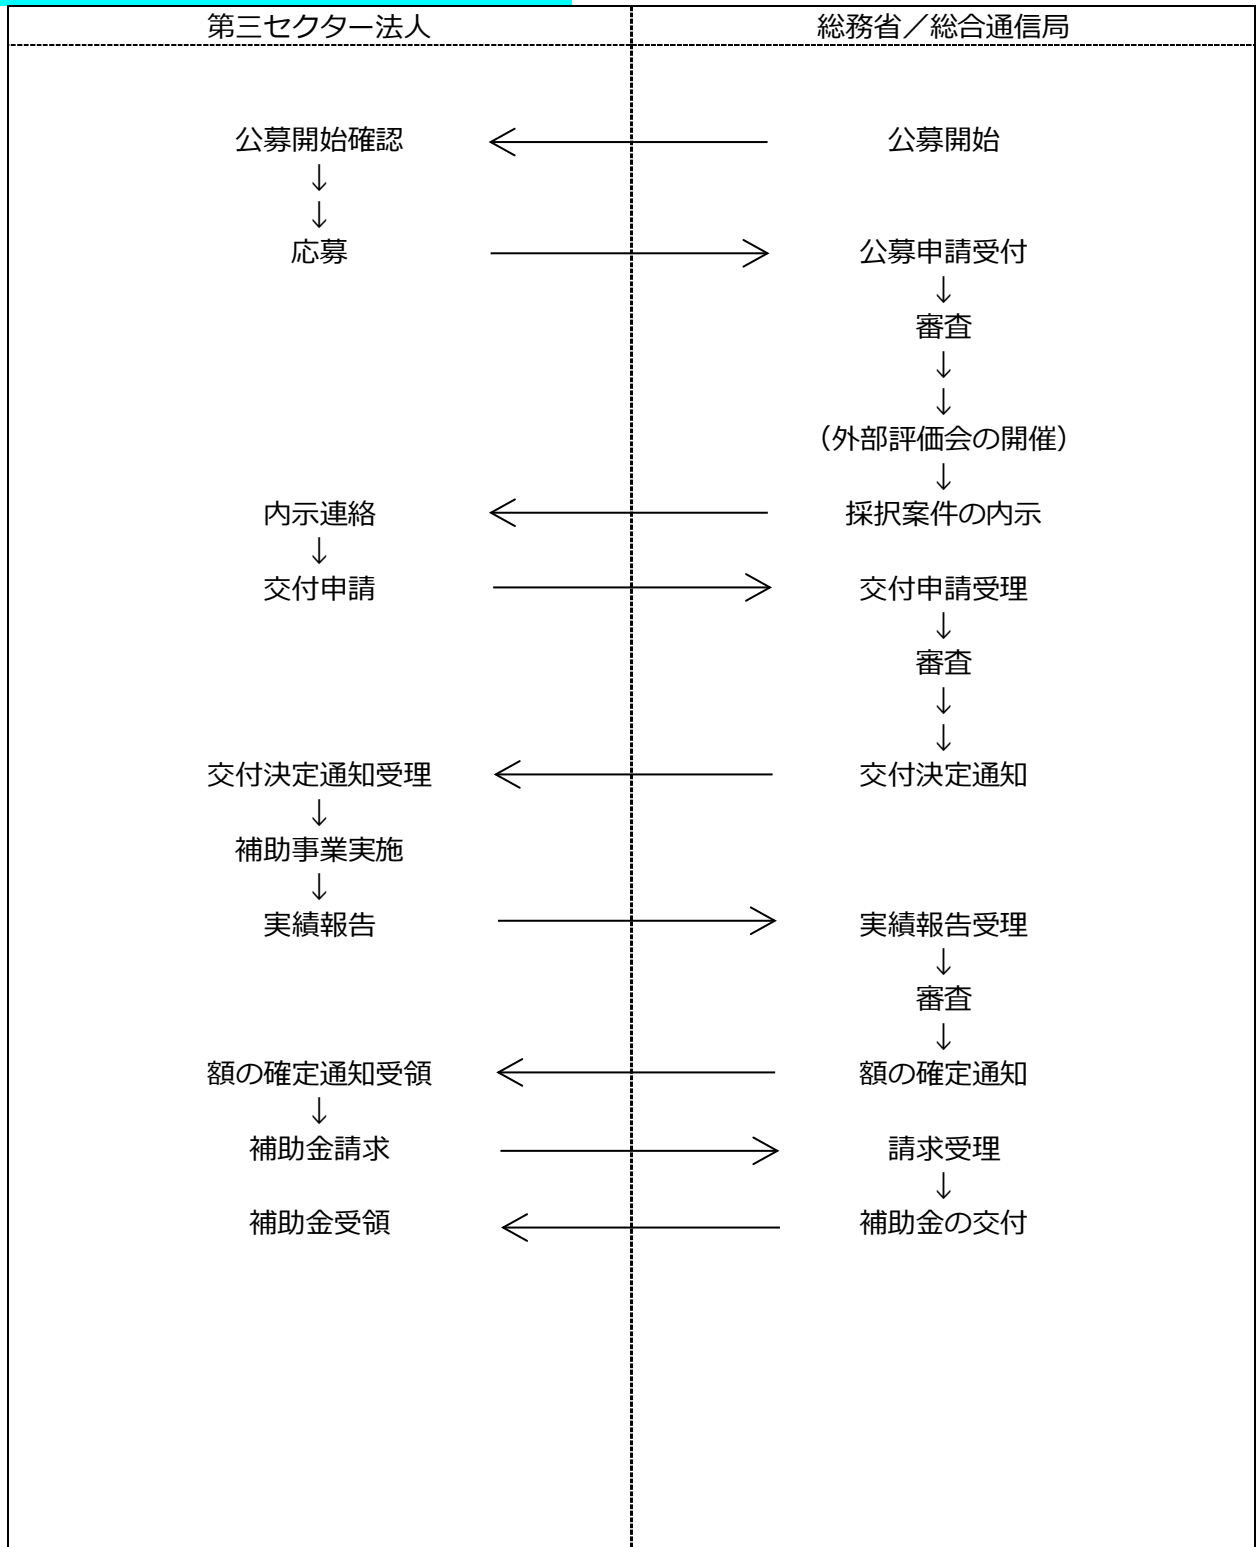 第三セクター法人 総務省／総合通信局
公募開始確認 公募開始
↓
↓
応募 公募申請受付
↓
審査
↓
↓
（外部評価会の開催）
↓
内示連絡 採択案件の内示
↓
交付申請 交付申請受理
↓
審査
↓
↓
交付決定通知受理 交付決定通知
↓
補助事業実施
↓
実績報告 実績報告受理
↓
審査
↓
額の確定通知受領 額の確定通知
↓
補助金請求 請求受理
↓
補助金受領 補助金の交付